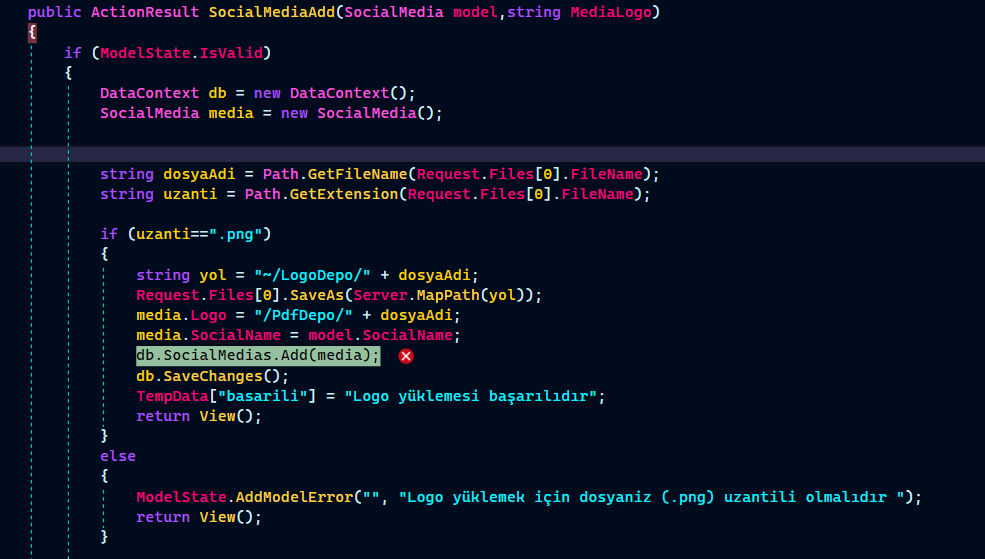 public ActionResult SocialMediaAdd(SocialMedia model,string MediaLogo)
{
if (ModelState.IsValid)
{
DataContext db = new DataContext();
SocialMedia media = new SocialMedia();
string dosyaAdi = Path.GetFileName(Request.Files[0].FileName);
string uzanti = Path.GetExtension(Request.Files[0].FileName);
if (uzanti==".png")
{
string yol = "~/LogoDepo/" + dosyaAdi;
Request.Files[0].SaveAs(Server.MapPath(yol));
media.Logo = "/PdfDepo/" + dosyaAdi;
media.SocialName = model.SocialName;
db.SocialMedias.Add(media);
db.SaveChanges();
TempData["basarili"] = "Logo yüklemesi başarılıdır";
return View();
}
else
{
ModelState.AddModelError("", "Logo yüklemek için dosyaniz (.png) uzantili olmalıdır ");
return View();
}